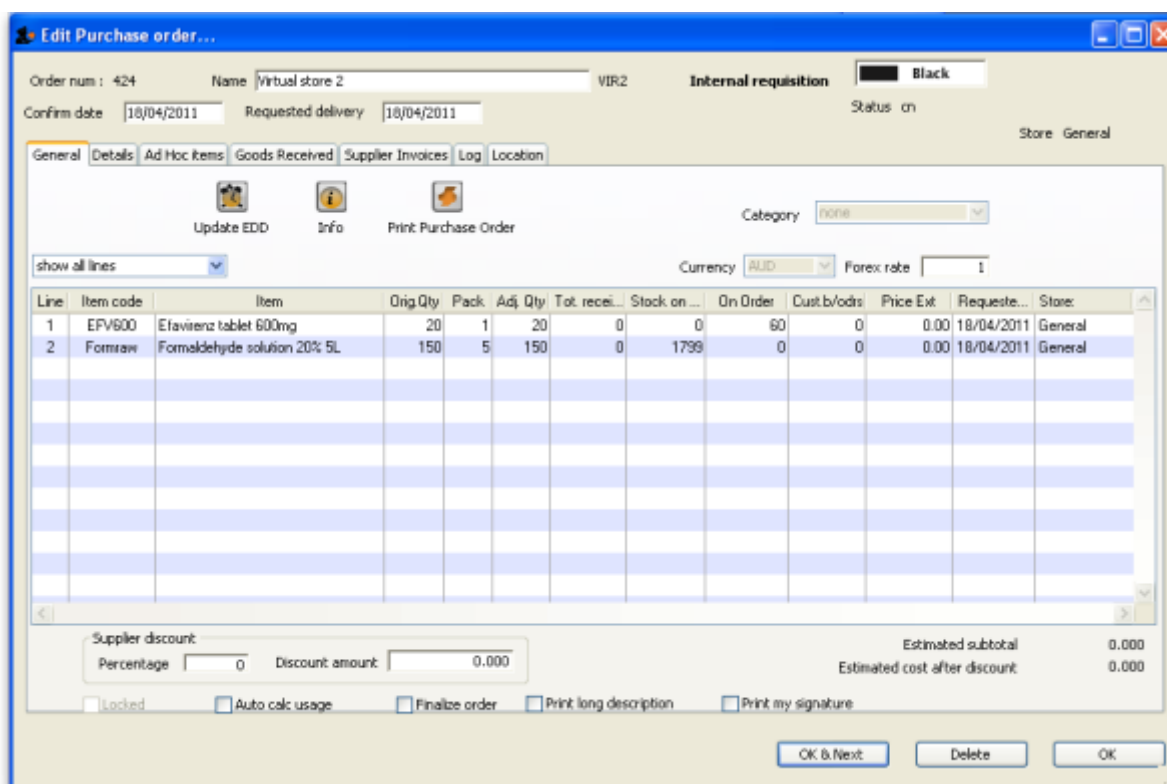 Edit Purchase order...
Order num : 424 Name Virtual store 2 VIR2 Internal requisition Black
Confirm date 18/04/2011 Requested delivery 18/04/2011 Status cn
Store General
General Details Ad Hoc items Goods Received Supplier Invoices Log Location
Update EDD Info Print Purchase Order Category none
show all lines Currency AUD Forex rate 1
Line Item code Item Orig.Qty Pack Adj. Qty Tot. recei... Stock on ... On Order Cust.b/odrs Price Ext Requeste... Store:
1 EFV600 Efavirenz tablet 600mg 20 1 20 0 0 60 0 0.00 18/04/2011 General
2 Formraw Formaldehyde solution 20% 5L 150 5 150 0 1799 0 0 0.00 18/04/2011 General
Supplier discount Estimated subtotal 0.000
Percentage 0 Discount amount 0.000 Estimated cost after discount 0.000
Locked Auto calc usage Finalize order Print long description Print my signature
OK & Next Delete OK